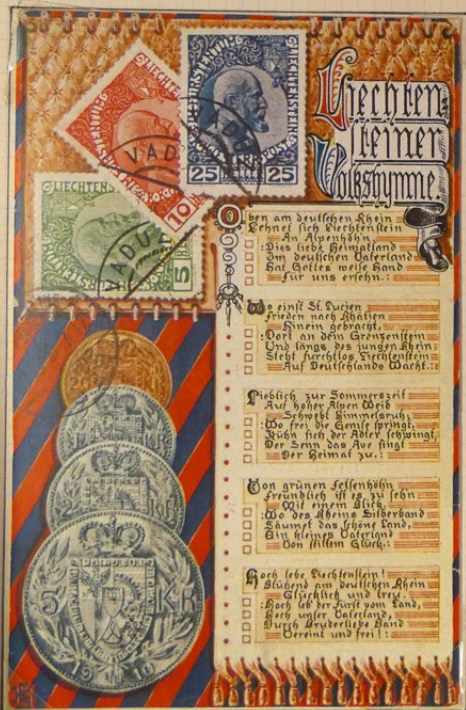 LIECHTENSTEIN
25 25
10
5
VADUZ
VADUZ
Liechten
steiner
Volkshymne.
Oben am deutschen Rhein
Lehnet sich Liechtenstein
An Alpenhöhn.
:Dies liebe Heimatland
Im deutschen Vaterland
Hat Gottes weise Hand
Für uns ersehn.:
Wo einst St. Lucien
Frieden nach Rhätien
Hinein gebracht,
:Dort an dem Grenzenstein
Und längs des jungen Rhein:
Steht furchtlos Liechtenstein
Auf Deutschlands Wacht.:
Lieblich zur Sommerszeit
Auf hoher Alpen Weid
Schwebt Himmelsruh;
:Wo frei die Gemse springt,
Kühn sich der Adler schwingt,
Der Senn das Ave singt
Der Heimat zu.:
Von grünen Felsenhöhn
Freundlich ist es zu sehn
Mit einem Blick:
:Wo des Rheins Silberband
Säumet das schöne Land,
Ein kleines Vaterland
Von stillem Glück.:
Hoch lebe Liechtenstein!
Blühend am deutschen Rhein
Glücklich und treu.
:Hoch leb der Fürst vom Land,
Hoch unser Vaterland,
Durch Bruderliebe Band
Vereint und frei!:
20
1 KR
2 KR
5 KR
1910